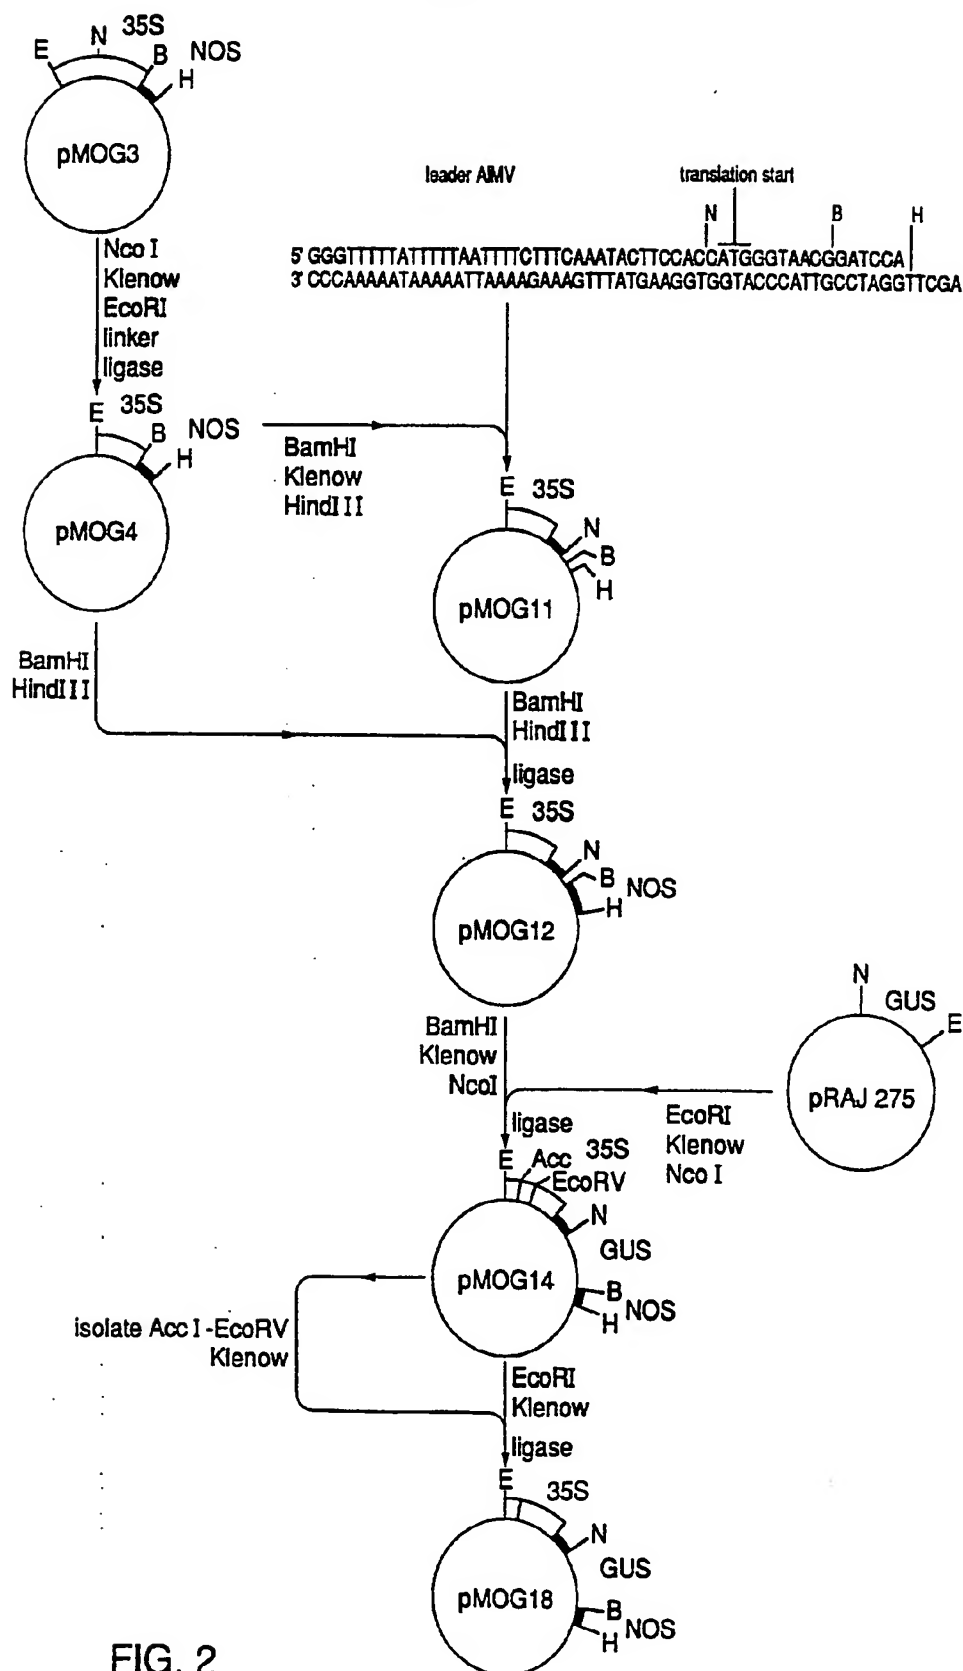 35S
E N B NOS
H
pMOG3
leader AlMV
translation start
N B H
5' GGGTTTTTATTTTTAATTTTCTTTCAAATACTTCCACCATGGGTAACGGATCCA
3' CCCAAAAATAAAAATTAAAAGAAAGTTTATGAAGGTGGTACCCATTGCCTAGGTTCGA
Nco I
Klenow
EcoRI
linker
ligase
E 35S
B NOS
H
pMOG4
BamHI
Klenow
HindIII
E 35S
N
B
H
pMOG11
BamHI
HindIII
BamHI
HindIII
ligase
E 35S
N
B
H NOS
pMOG12
N
GUS
E
pRAJ 275
BamHI
Klenow
NcoI
EcoRI
Klenow
Nco I
ligase
E Acc 35S
EcoRV
N
GUS
pMOG14
B
H NOS
isolate Acc I-EcoRV
Klenow
EcoRI
Klenow
ligase
E
35S
N
GUS
pMOG18
B
H NOS
FIG. 2